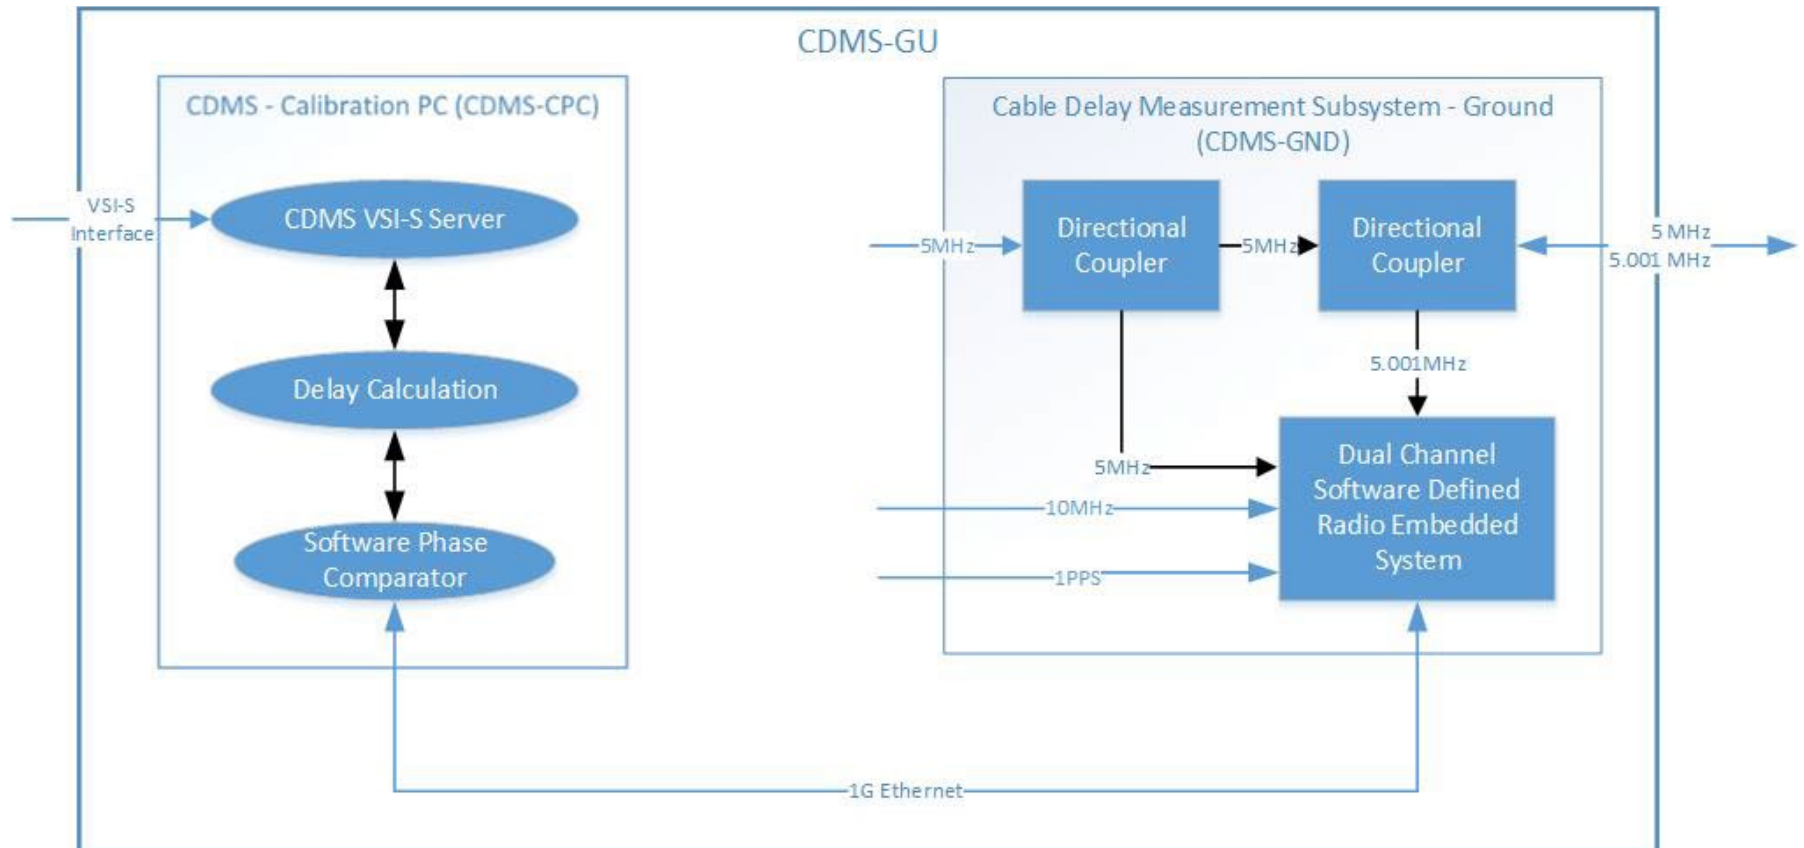 CDMS-GU
CDMS - Calibration PC (CDMS-CPC)
VSI-S
Interface
CDMS VSI-S Server
Delay Calculation
Software Phase
Comparator
Cable Delay Measurement Subsystem - Ground
(CDMS-GND)
5MHz
Directional
Coupler
5MHz
Directional
Coupler
5 MHz
5.001 MHz
5.001MHz
5MHz
10MHz
1PPS
Dual Channel
Software Defined
Radio Embedded
System
1G Ethernet